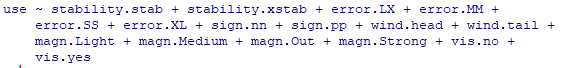 use ~ stability.stab + stability.xstab + error.LX + error.MM +
error.SS + error.XL + sign.nn + sign.pp + wind.head + wind.tail +
magn.Light + magn.Medium + magn.Out + magn.Strong + vis.no +
vis.yes